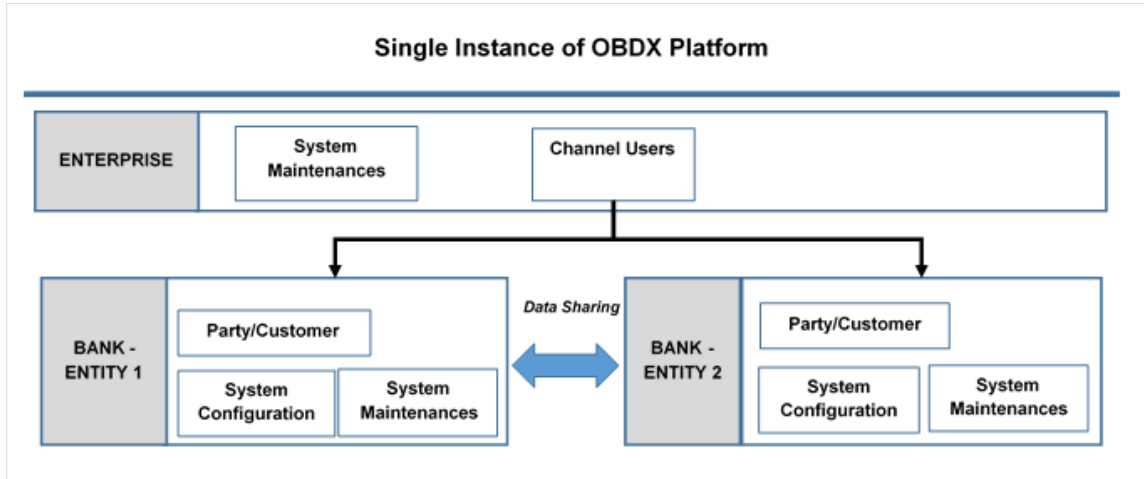 Single Instance of OBDX Platform
ENTERPRISE
System
Maintenances
Channel Users
BANK -
ENTITY 1
Party/Customer
System
Configuration
System
Maintenances
Data Sharing
BANK -
ENTITY 2
Party/Customer
System
Configuration
System
Maintenances